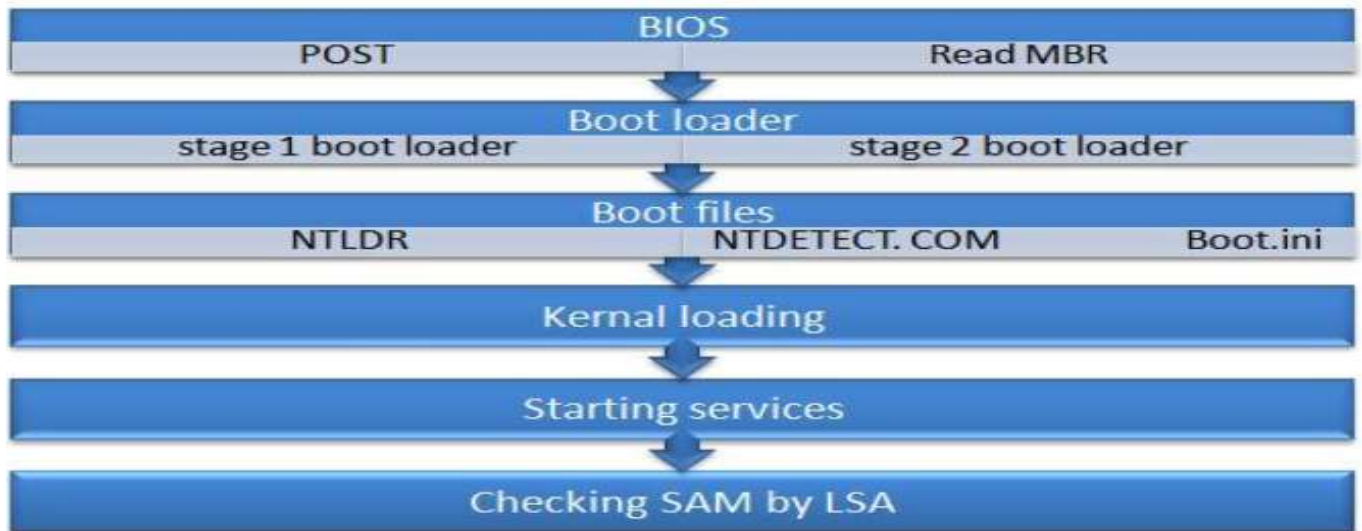 BIOS
POST Read MBR
Boot loader
stage 1 boot loader stage 2 boot loader
Boot files
NTLDR NTDETECT. COM Boot.ini
Kernal loading
Starting services
Checking SAM by LSA